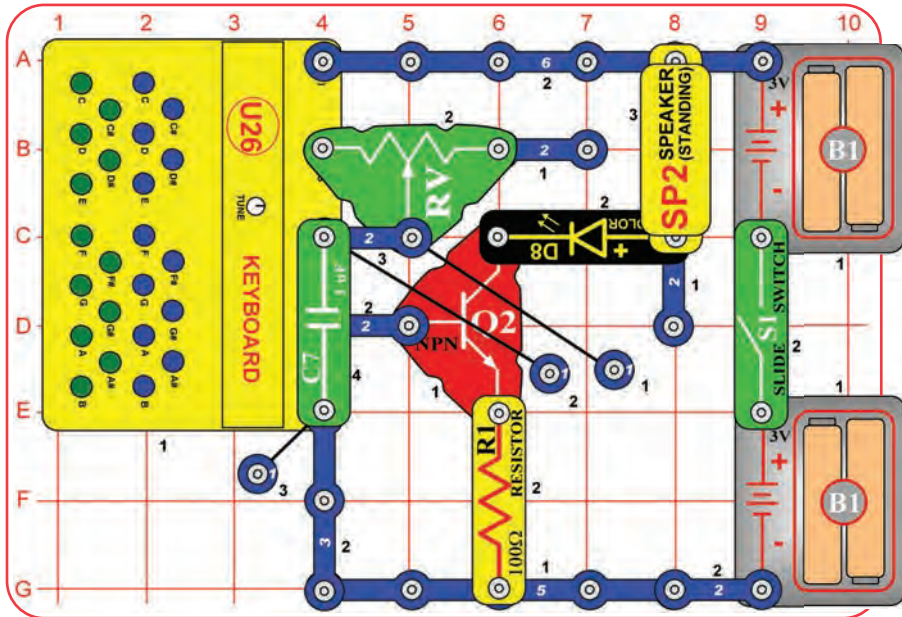 1 2 3 4 5 6 7 8 9 10
A
B
C
D
E
F
G
U26
TUNE
KEYBOARD
C
C#
D
D#
E
F
F#
G
G#
A
A#
B
C
C#
D
D#
E
F
F#
G
G#
A
A#
B
6
2
3
SP2 SPEAKER
(STANDING)
3V
+
-
B1
1
2
RV
2
1
2
3
2
D8
+
OLOR
2
1
C7
1uF
4
2
2
Q2
NPN
1
1
2
1
1
1
3
S1
SLIDE SWITCH
2
1
3V
+
-
B1
R1
RESISTOR
100Ω
2
3
2
1
5
2
2
1